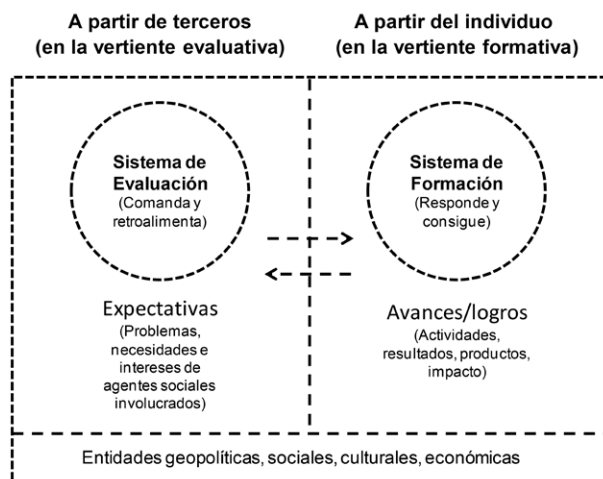 A partir de terceros
(en la vertiente evaluativa)
A partir del individuo
(en la vertiente formativa)
Sistema de
Evaluación
(Comanda y
retroalimenta)
Sistema de
Formación
(Responde y
consigue)
Expectativas
(Problemas,
necesidades e
intereses de
agentes sociales
involucrados)
Avances/logros
(Actividades,
resultados, productos,
impacto)
Entidades geopolíticas, sociales, culturales, económicas